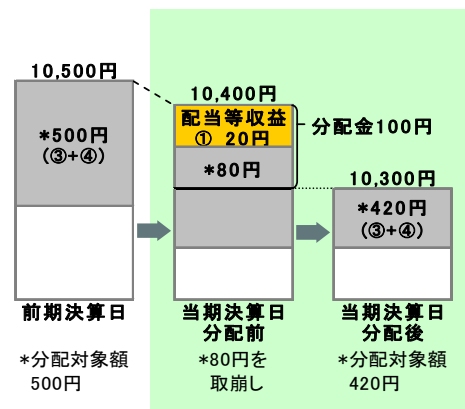 10,500円
*500円
(③+④)
前期決算日
*分配対象額
500円
10,400円
配当等収益
① 20円
*80円
分配金100円
当期決算日
分配前
*80円を
取崩し
10,300円
*420円
(③+④)
当期決算日
分配後
*分配対象額
420円